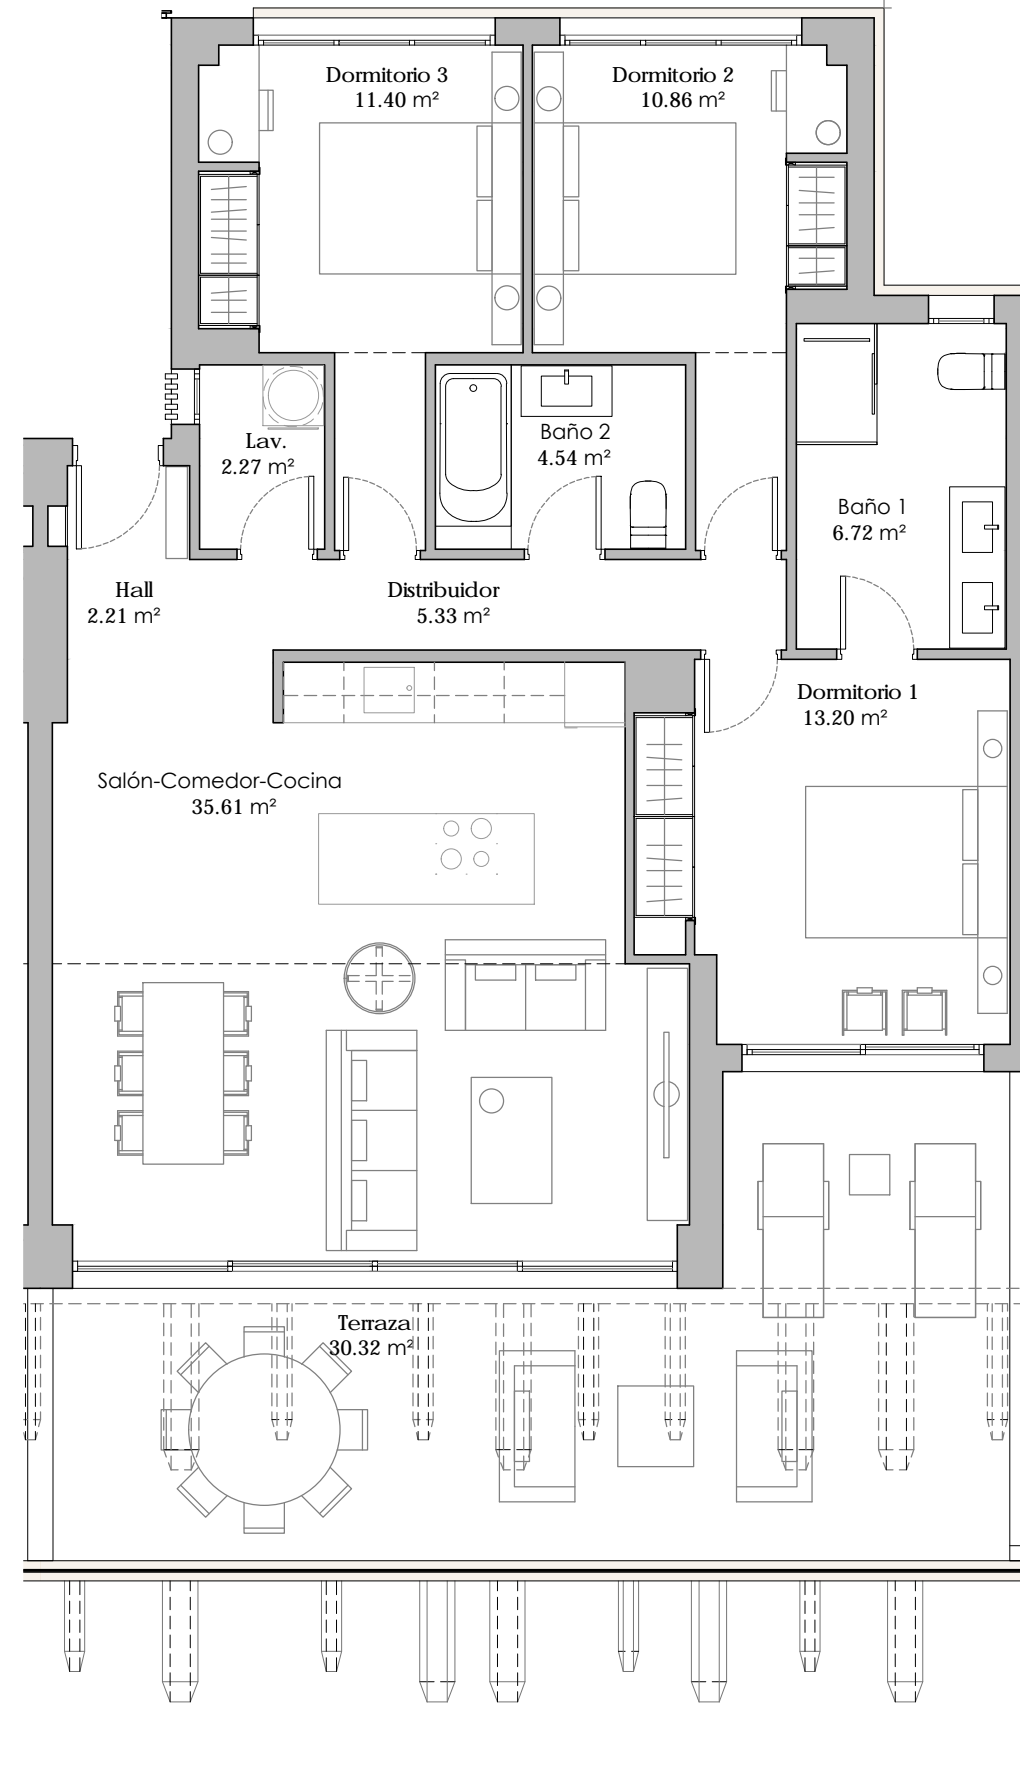 Dormitorio 3
11.40 m²
Dormitorio 2
10.86 m²
Lav.
2.27 m²
Baño 2
4.54 m²
Baño 1
6.72 m²
Hall
2.21 m²
Distribuidor
5.33 m²
Dormitorio 1
13.20 m²
Salón-Comedor-Cocina
35.61 m²
Terraza
30.32 m²